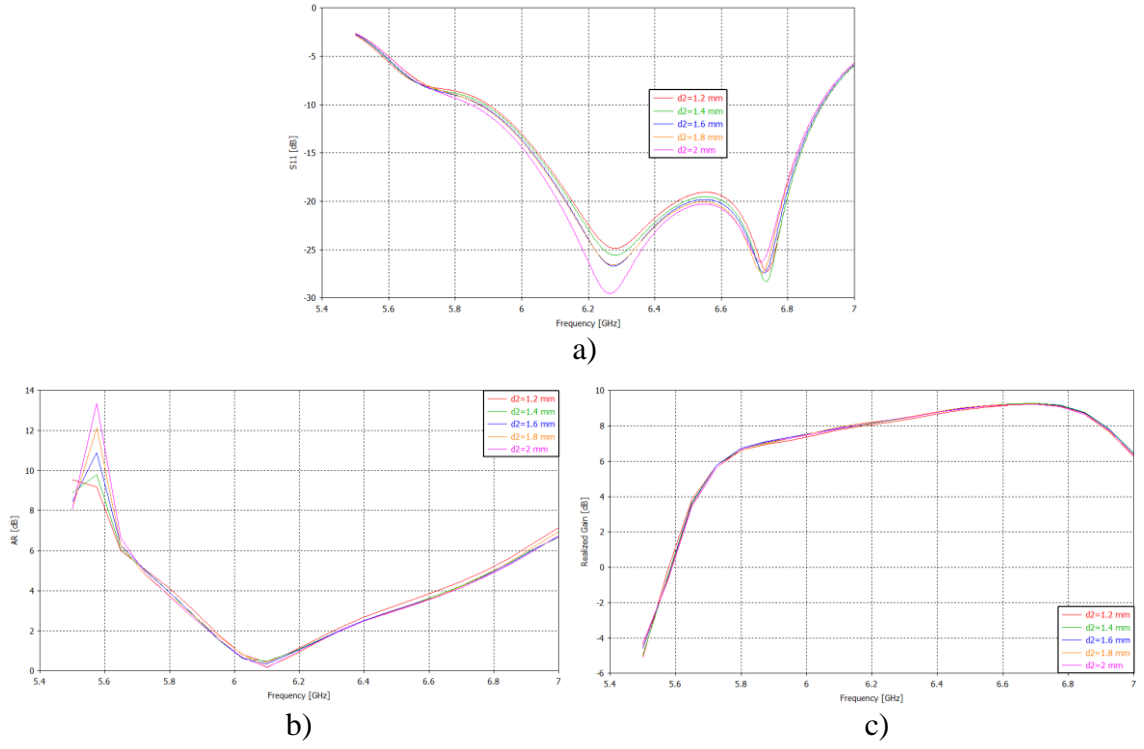 0
-5
-10
-15
-20
-25
-30
S11 [dB]
d2=1.2 mm
d2=1.4 mm
d2=1.6 mm
d2=1.8 mm
d2=2 mm
5.4 5.6 5.8 6 6.2 6.4 6.6 6.8 7
Frequency [GHz]
a)
14
12
10
8
6
4
2
0
AR [dB]
d2=1.2 mm
d2=1.4 mm
d2=1.6 mm
d2=1.8 mm
d2=2 mm
5.4 5.6 5.8 6 6.2 6.4 6.6 6.8 7
Frequency [GHz]
b)
10
8
6
4
2
0
-2
-4
-6
Realized Gain [dB]
d2=1.2 mm
d2=1.4 mm
d2=1.6 mm
d2=1.8 mm
d2=2 mm
5.4 5.6 5.8 6 6.2 6.4 6.6 6.8 7
Frequency [GHz]
c)